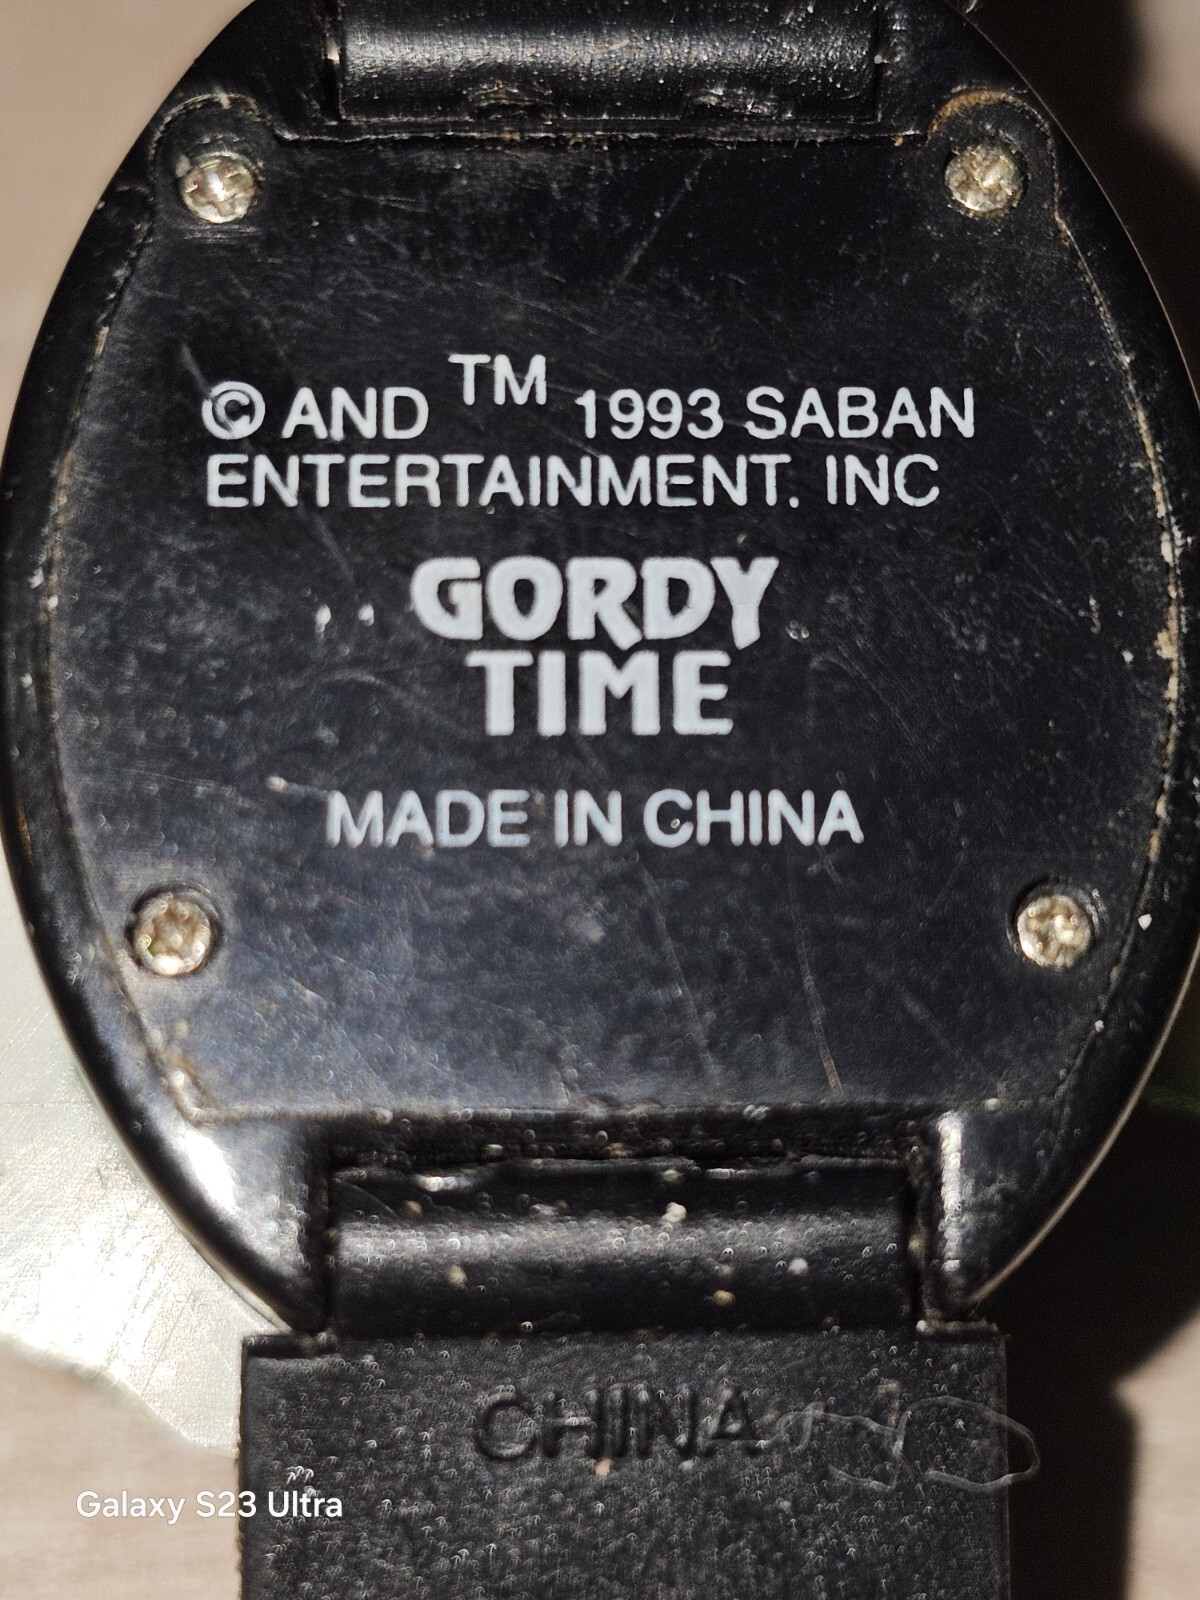 © AND TM 1993 SABAN
ENTERTAINMENT. INC
GORDY
TIME
MADE IN CHINA
CHINA
Galaxy S23 Ultra